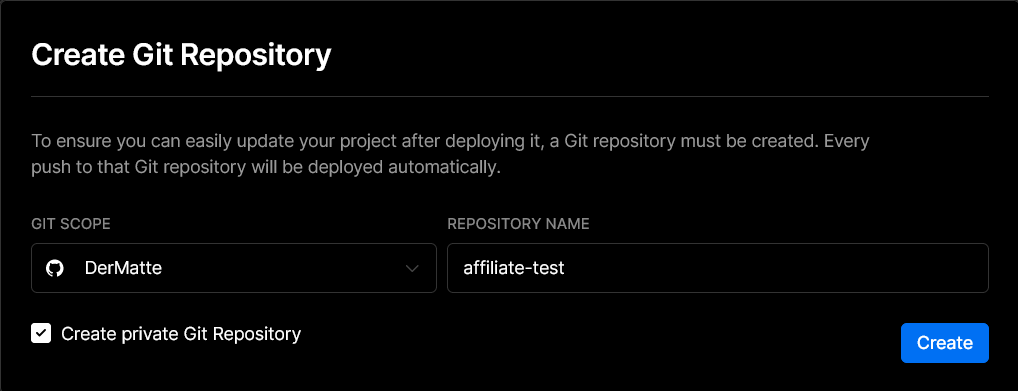 Create Git Repository
To ensure you can easily update your project after deploying it, a Git repository must be created. Every
push to that Git repository will be deployed automatically.
GIT SCOPE
REPOSITORY NAME
DerMatte
affiliate-test
Create private Git Repository
Create